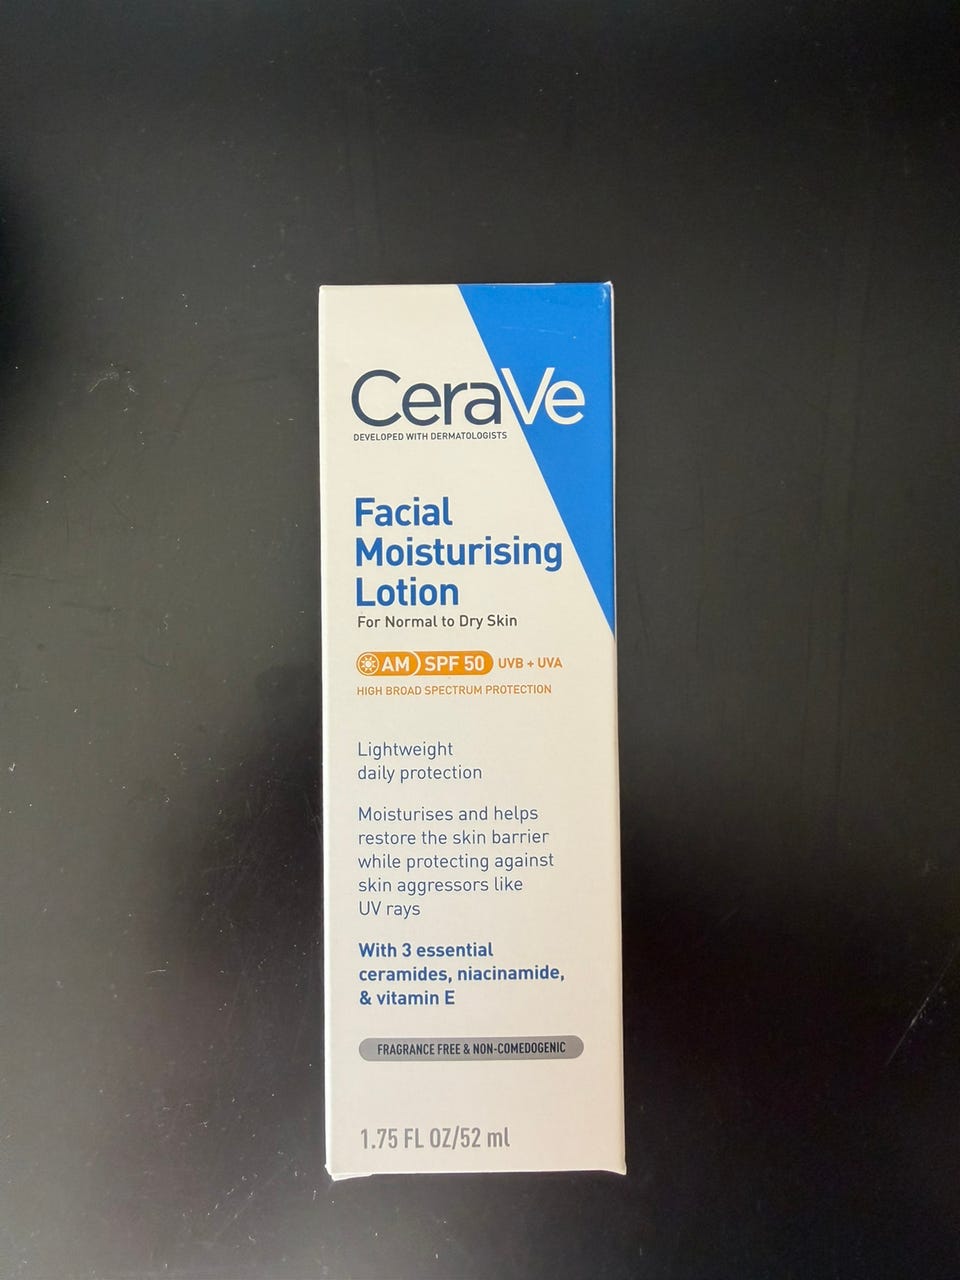 CeraVe
DEVELOPED WITH DERMATOLOGISTS
Facial
Moisturising
Lotion
For Normal to Dry Skin
AM SPF 50 UVB + UVA
HIGH BROAD SPECTRUM PROTECTION
Lightweight
daily protection
Moisturises and helps
restore the skin barrier
while protecting against
skin aggressors like
UV rays
With 3 essential
ceramides, niacinamide,
& vitamin E
FRAGRANCE FREE & NON-COMEDOGENIC
1.75 FL OZ/52 ml